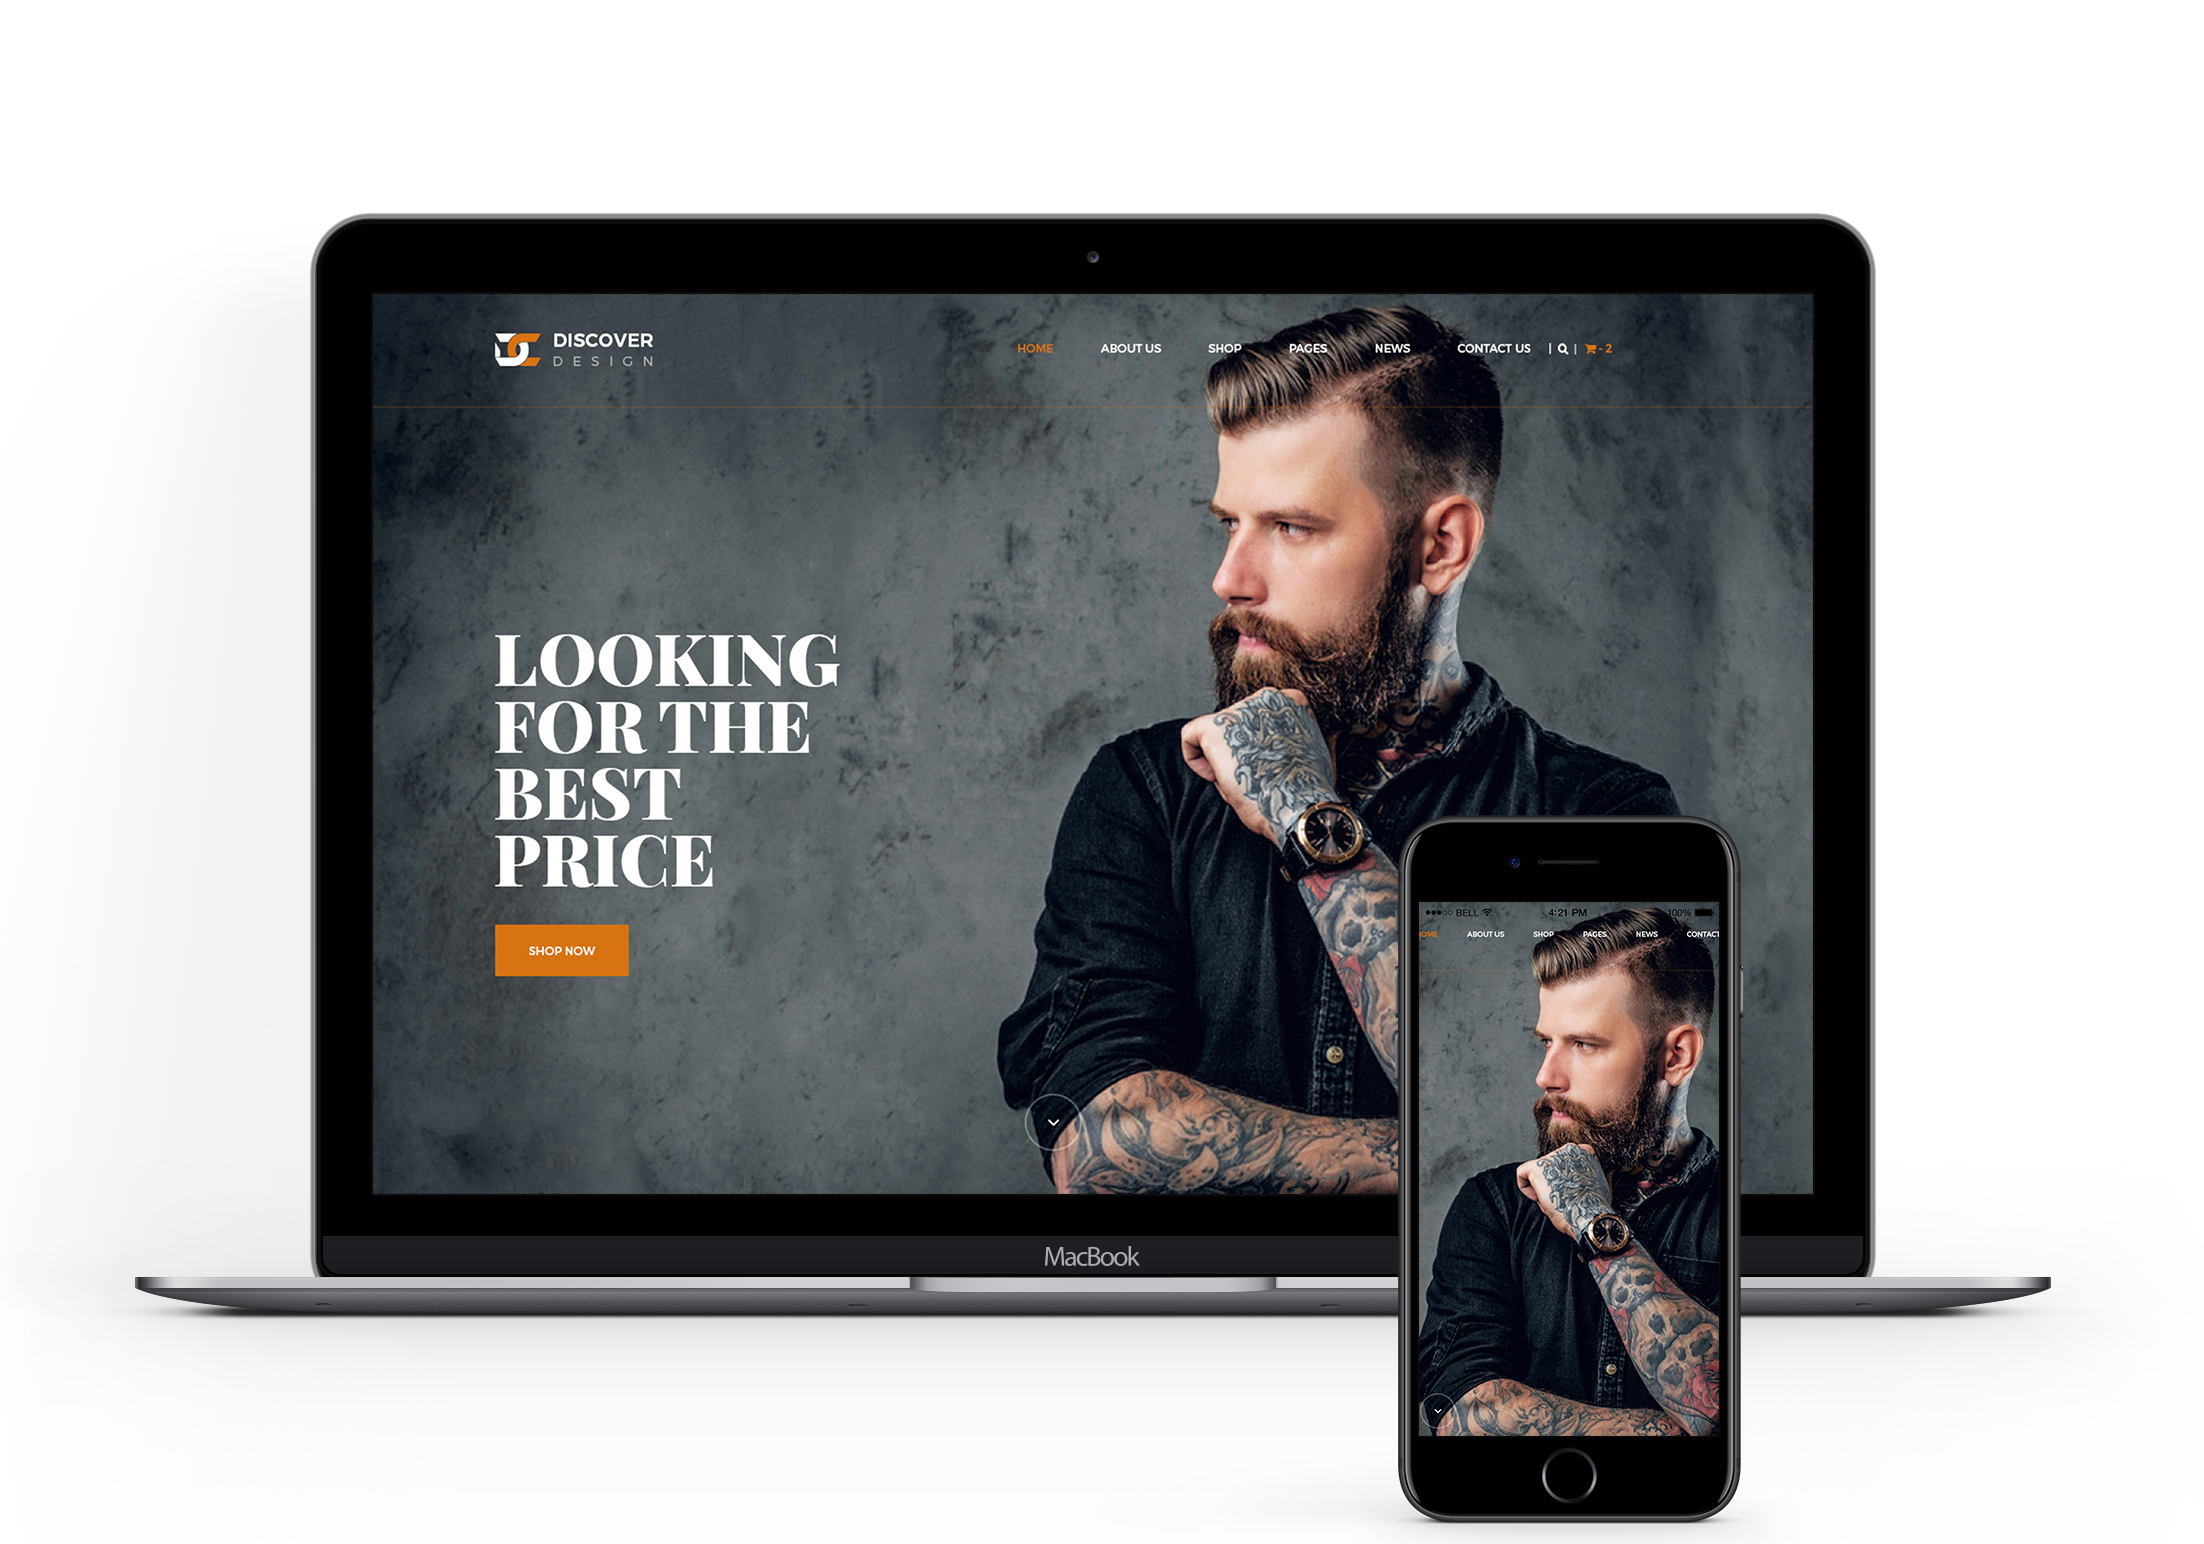 DISCOVER
DESIGN
HOME ABOUT US SHOP PAGES NEWS CONTACT US | | - 2
LOOKING
FOR THE
BEST
PRICE
SHOP NOW
MacBook
BELL 4:21 PM 100%
OME ABOUT US SHOP PAGES NEWS CONTACT